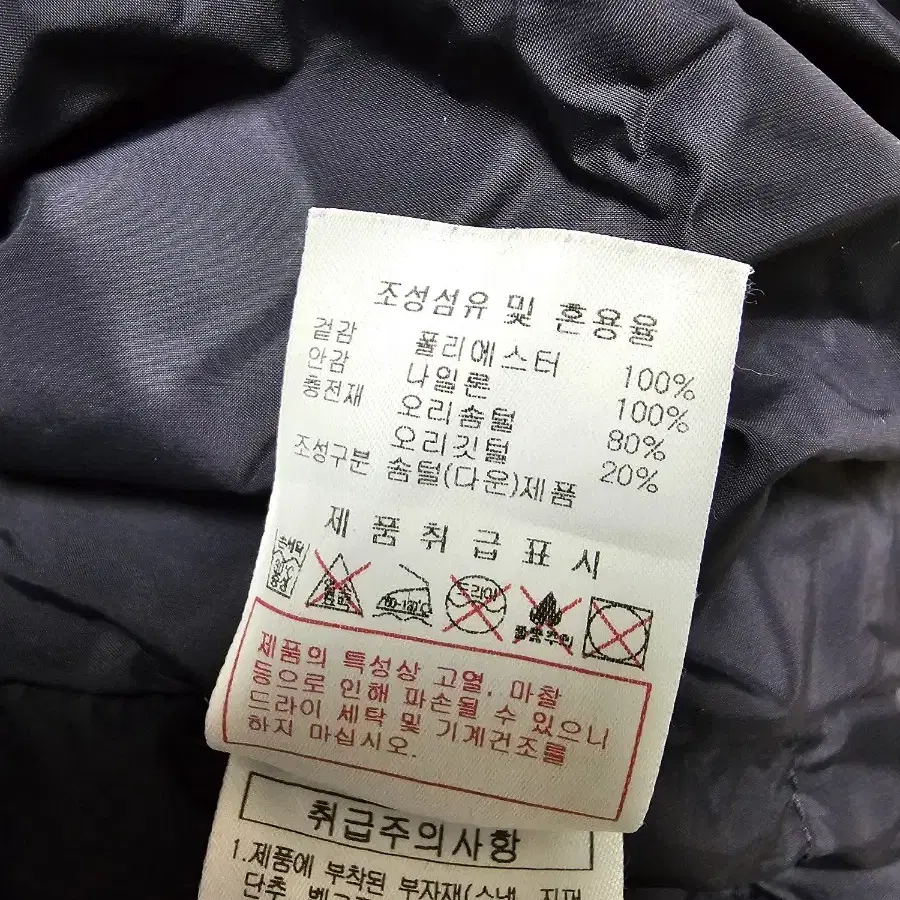 조성섬유 및 혼용율
겉감 폴리에스터 100%
안감 나일론 100%
충전재 오리솜털 80%
오리깃털 20%
조성구분 솜털(다운)제품
제품취급표시
80-120℃ 드라이
제품의 특성상 고열, 마찰
등으로 인해 파손될 수 있으니
드라이 세탁 및 기계건조를
하지 마십시오.
취급주의사항
1.제품에 부착된 부자재(스냅, 지퍼
단추